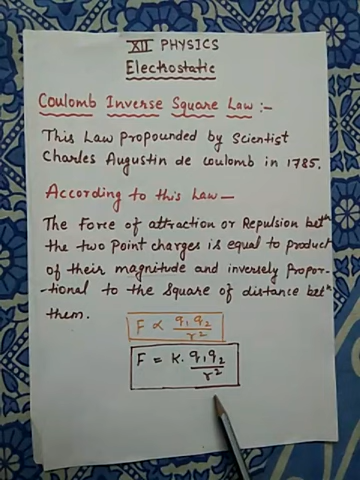 XII PHYSICS
Electrostatic
Coulomb Inverse Square Law :-
This Law propounded by Scientist
Charles Augustin de coulomb in 1785.
According to this Law—
The Force of attraction or Repulsion betⁿ
the two point charges is equal to product
of their magnitude and inversely propor-
-tional to the square of distance betⁿ
them.
F ∝ q₁q₂/r²
F = K. q₁q₂/r²